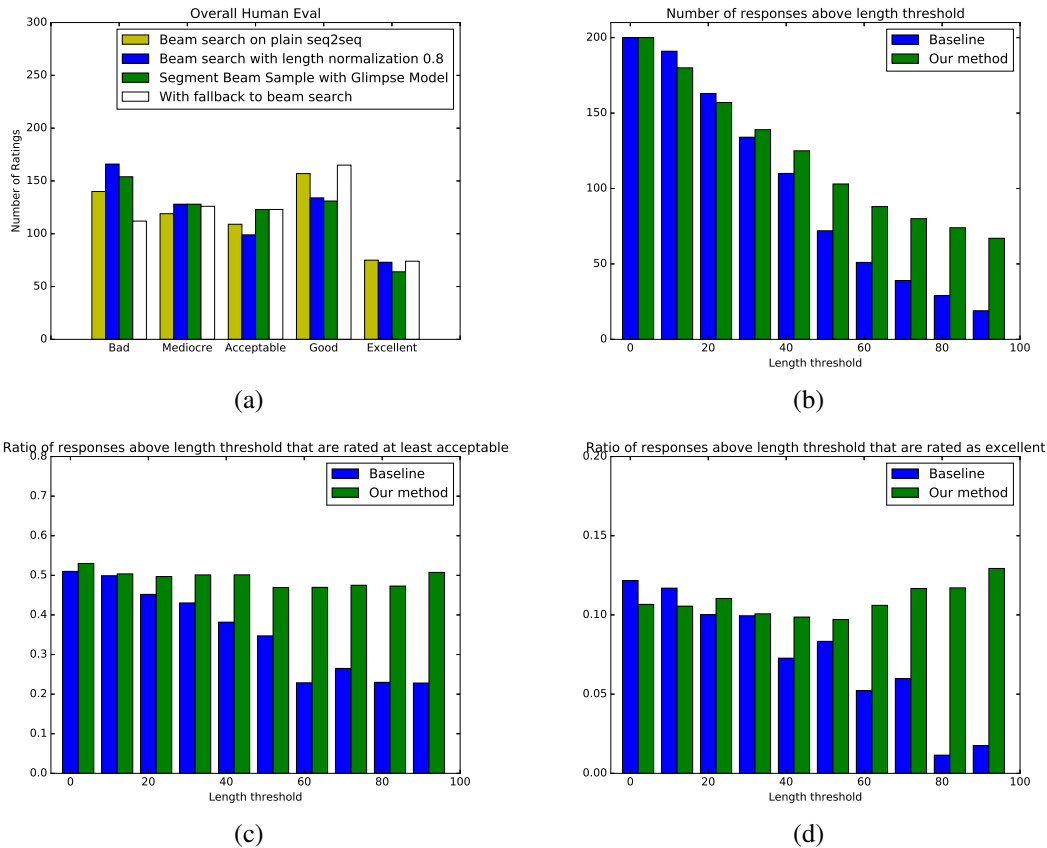 Overall Human Eval
300
250
200
150
100
50
0
Number of Ratings
Beam search on plain seq2seq
Beam search with length normalization 0.8
Segment Beam Sample with Glimpse Model
With fallback to beam search
Bad Mediocre Acceptable Good Excellent
(a)
Number of responses above length threshold
200
150
100
50
0
Baseline
Our method
0 20 40 60 80 100
Length threshold
(b)
Ratio of responses above length threshold that are rated at least acceptable
0.8
0.7
0.6
0.5
0.4
0.3
0.2
0.1
0.0
Baseline
Our method
0 20 40 60 80 100
Length threshold
(c)
Ratio of responses above length threshold that are rated as excellent
0.20
0.15
0.10
0.05
0.00
Baseline
Our method
0 20 40 60 80 100
Length threshold
(d)